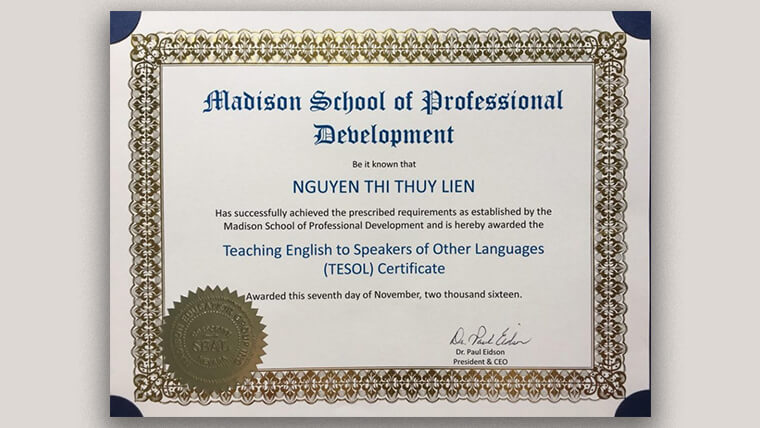 Madison School of Professional
Development
Be it known that
NGUYEN THI THUY LIEN
Has successfully achieved the prescribed requirements as established by the
Madison School of Professional Development and is hereby awarded the
Teaching English to Speakers of Other Languages
(TESOL) Certificate
Awarded this seventh day of November, two thousand sixteen.
SEAL
Dr. Paul Eidson
Dr. Paul Eidson
President & CEO